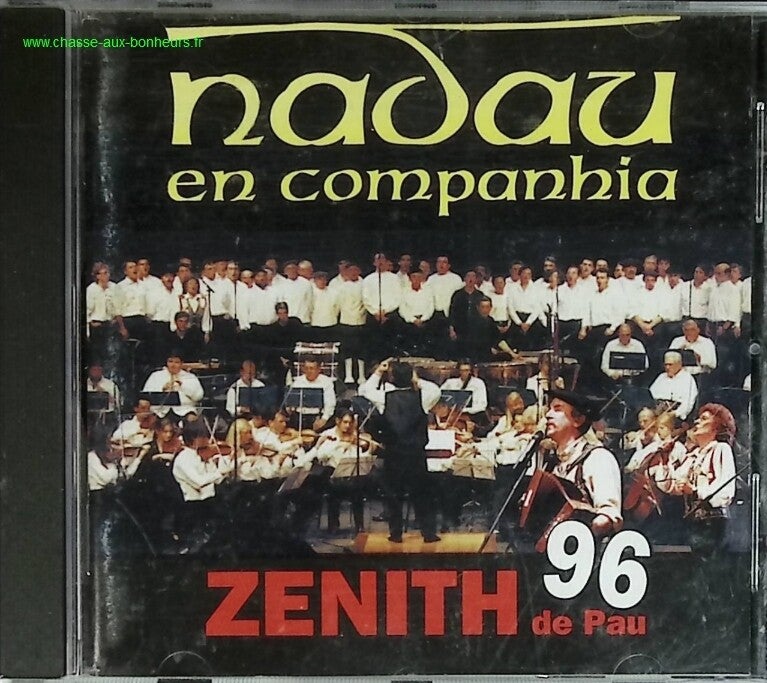 www.chasse-aux-bonheurs.fr
nadau
en companhia
ZENITH 96
de Pau